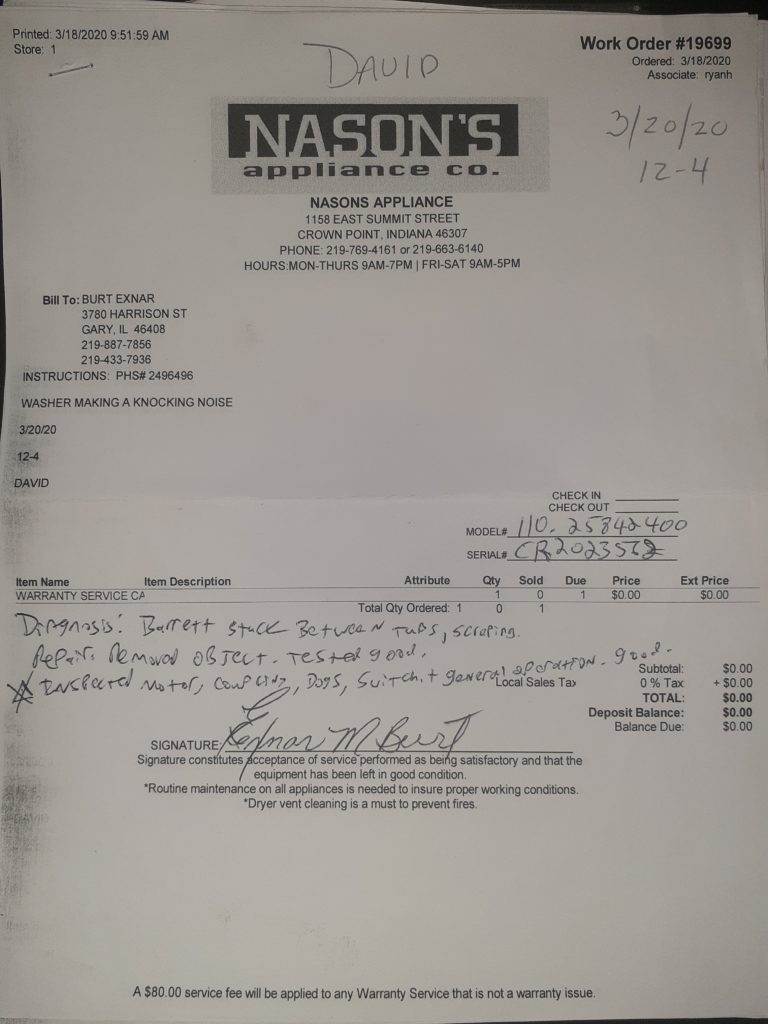 Printed: 3/18/2020 9:51:59 AM
Store: 1
DAVID
Work Order #19699
Ordered: 3/18/2020
Associate: ryanh
3/20/20
12-4
NASON'S
appliance co.
NASONS APPLIANCE
1158 EAST SUMMIT STREET
CROWN POINT, INDIANA 46307
PHONE: 219-769-4161 or 219-663-6140
HOURS:MON-THURS 9AM-7PM | FRI-SAT 9AM-5PM
Bill To: BURT EXNAR
3780 HARRISON ST
GARY, IL 46408
219-887-7856
219-433-7936
INSTRUCTIONS: PHS# 2496496
WASHER MAKING A KNOCKING NOISE
3/20/20
12-4
DAVID
CHECK IN
CHECK OUT
MODEL# 110.25842400
SERIAL# CR2023562
Item Name Item Description Attribute Qty Sold Due Price Ext Price
WARRANTY SERVICE CA 1 0 1 $0.00 $0.00
Total Qty Ordered: 1 0 1
Diagnosis: Barrett stuck Between Tubs, scraping.
Repair: Removed OBJECT. Tested good.
Inspected motor, coupling, Dogs, Switch + general operation. good.
Subtotal: $0.00
Local Sales Tax 0 % Tax + $0.00
TOTAL: $0.00
Deposit Balance: $0.00
Balance Due: $0.00
SIGNATURE Exnar M Burt
Signature constitutes acceptance of service performed as being satisfactory and that the
equipment has been left in good condition.
*Routine maintenance on all appliances is needed to insure proper working conditions.
*Dryer vent cleaning is a must to prevent fires.
A $80.00 service fee will be applied to any Warranty Service that is not a warranty issue.